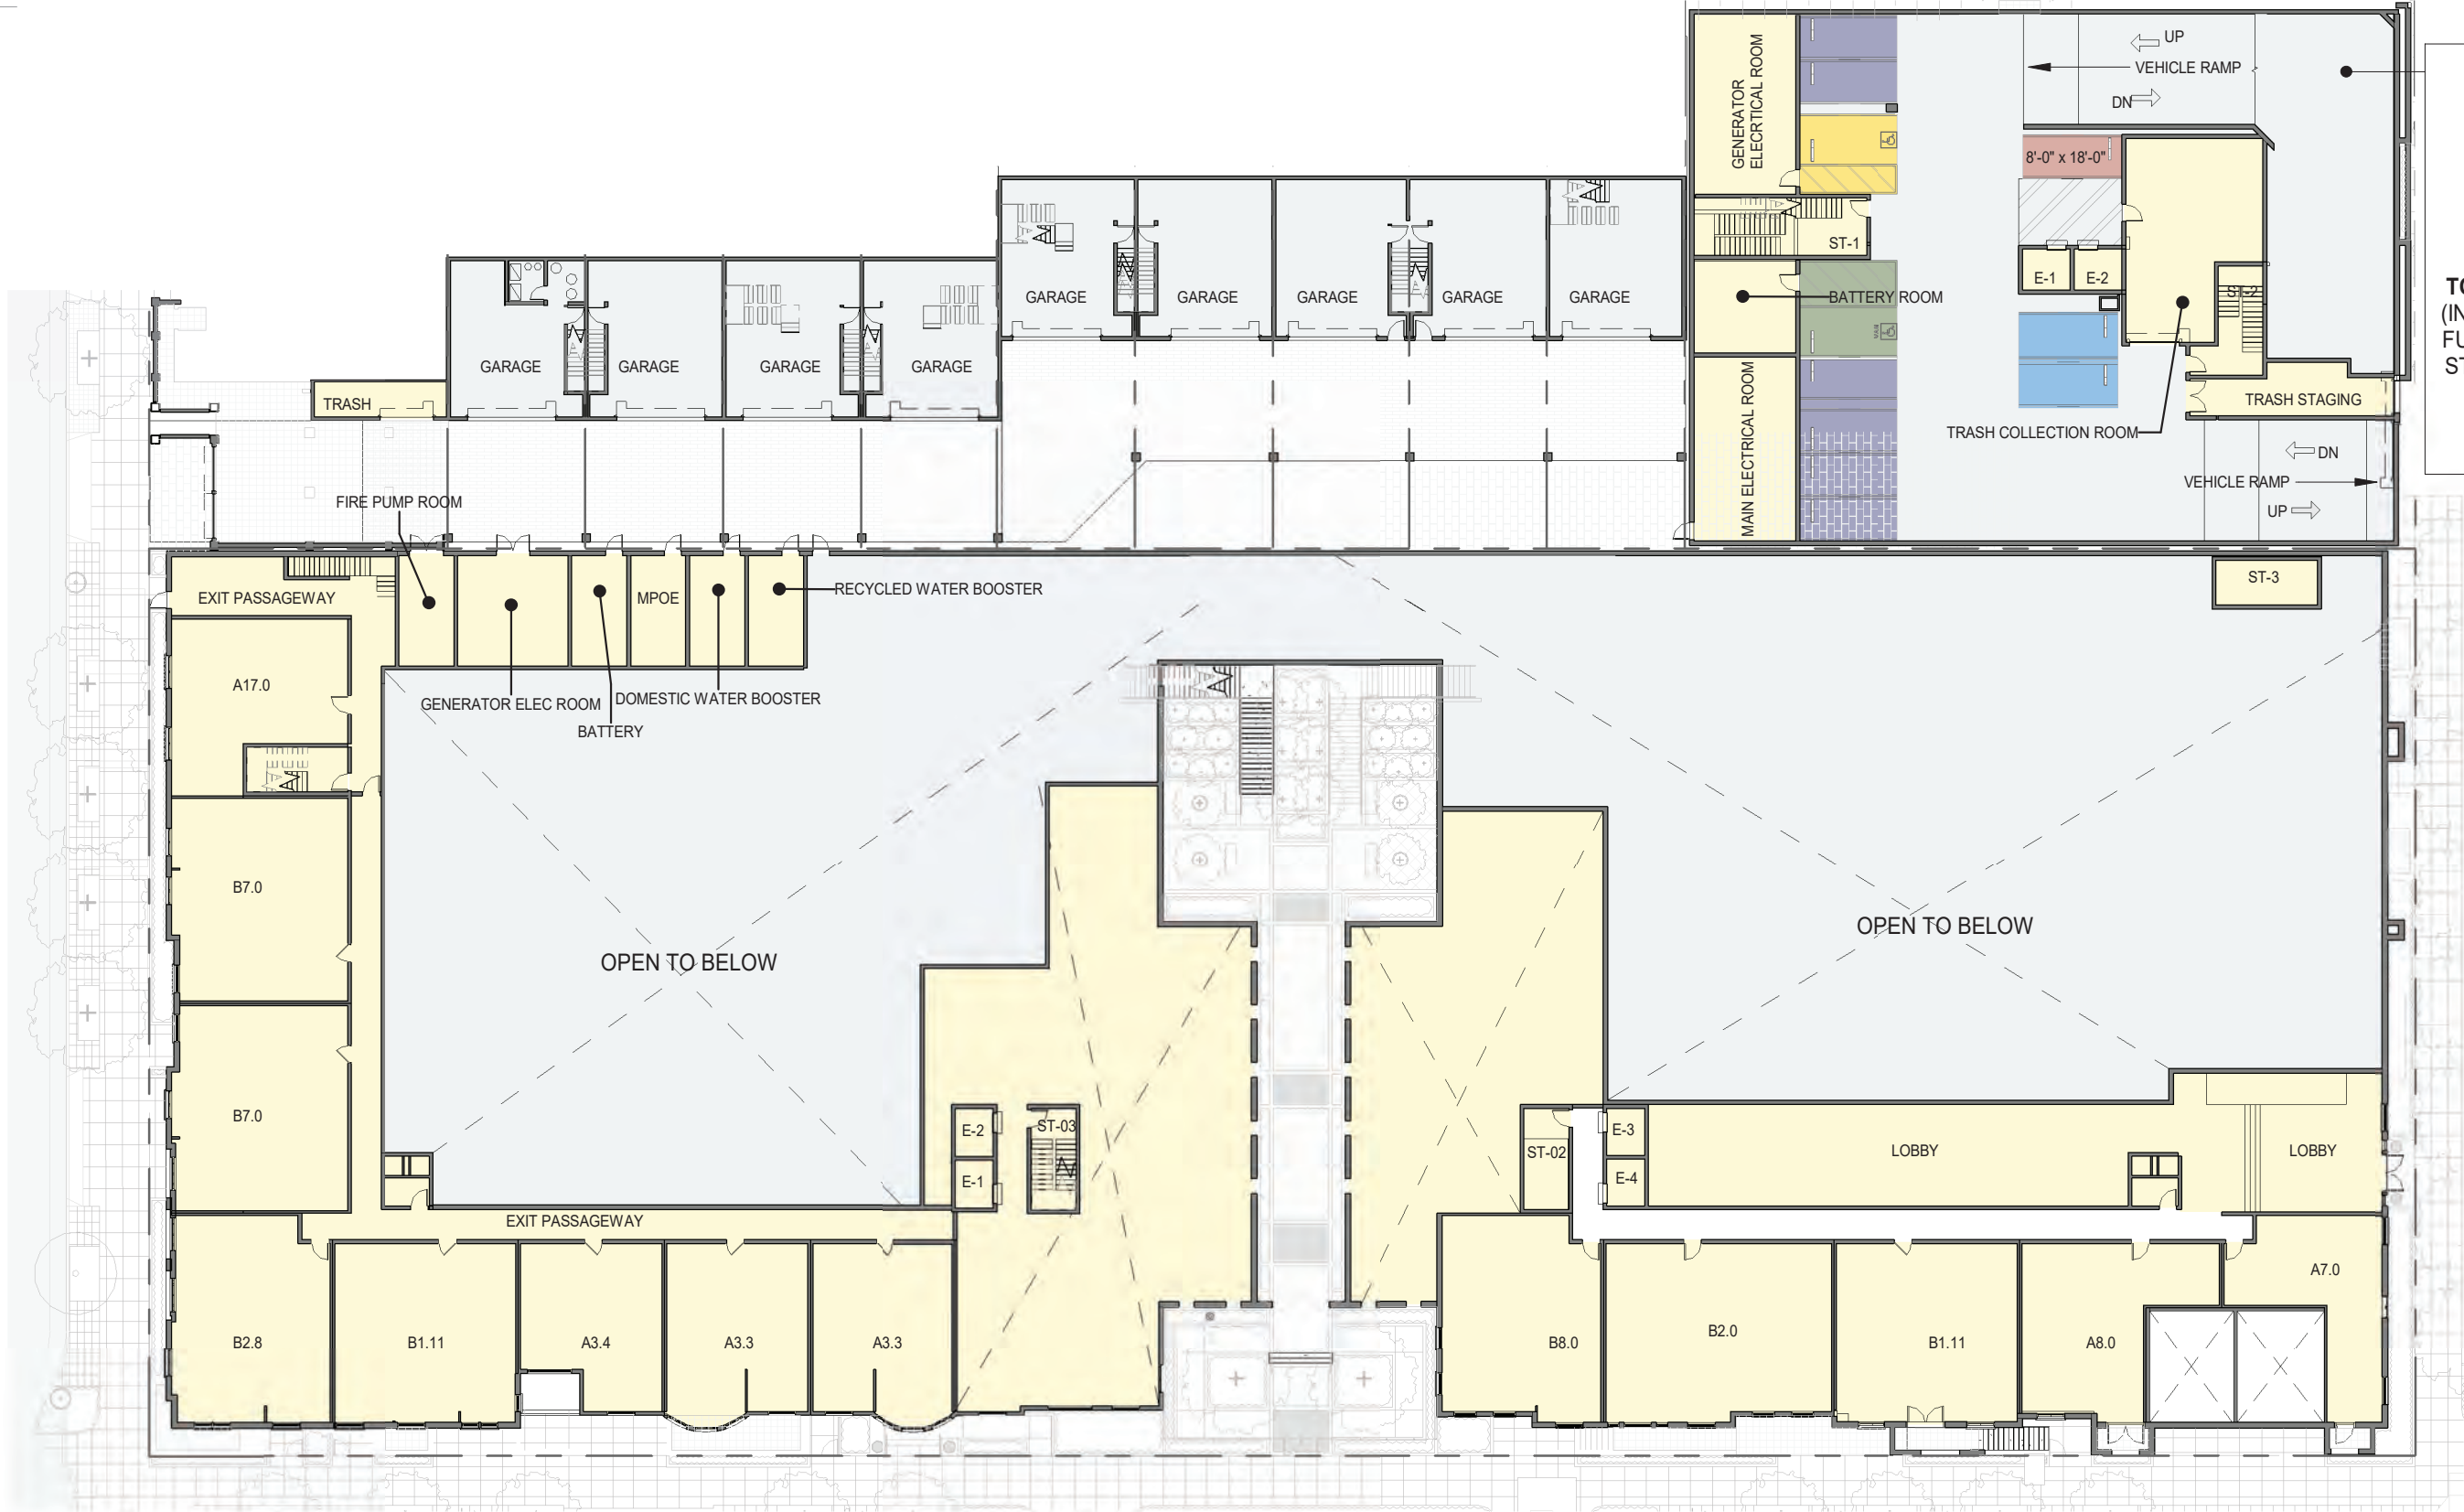 UP
VEHICLE RAMP
DN
GENERATOR
ELECRTICAL ROOM
8'-0" x 18'-0"
ST-1
E-1
E-2
ST-2
BATTERY ROOM
MAIN ELECTRICAL ROOM
TRASH STAGING
TRASH COLLECTION ROOM
DN
VEHICLE RAMP
UP
GARAGE
GARAGE
GARAGE
GARAGE
GARAGE
GARAGE
GARAGE
GARAGE
GARAGE
TRASH
FIRE PUMP ROOM
EXIT PASSAGEWAY
MPOE
RECYCLED WATER BOOSTER
ST-3
A17.0
GENERATOR ELEC ROOM
DOMESTIC WATER BOOSTER
BATTERY
B7.0
OPEN TO BELOW
OPEN TO BELOW
B7.0
E-2
ST-03
E-1
ST-02
E-3
E-4
LOBBY
LOBBY
EXIT PASSAGEWAY
B2.8
B1.11
A3.4
A3.3
A3.3
B8.0
B2.0
B1.11
A8.0
A7.0